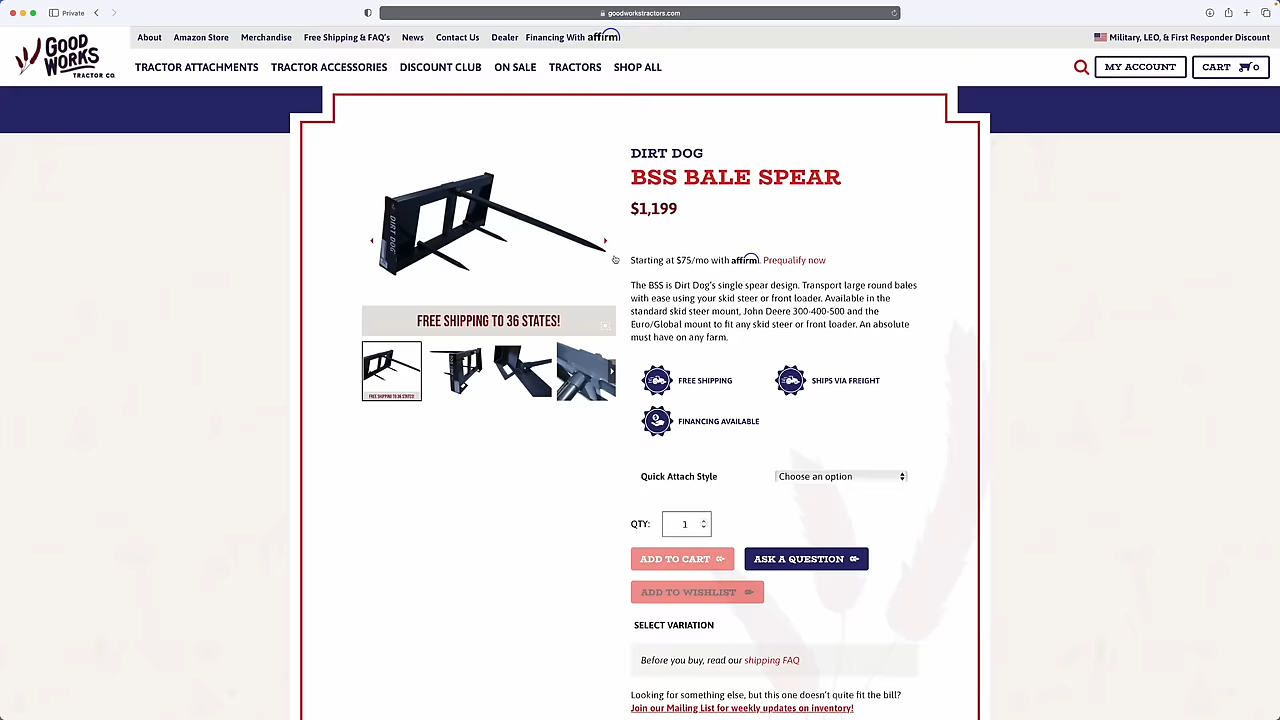 Private
goodworkstractors.com
GOOD
WORKS
TRACTOR CO.
About
Amazon Store
Merchandise
Free Shipping & FAQ's
News
Contact Us
Dealer
Financing With affirm
Military, LEO, & First Responder Discount
TRACTOR ATTACHMENTS
TRACTOR ACCESSORIES
DISCOUNT CLUB
ON SALE
TRACTORS
SHOP ALL
MY ACCOUNT
CART 0
DIRT DOG
BSS BALE SPEAR
$1,199
DIRT DOG
Starting at $75/mo with affirm. Prequalify now
The BSS is Dirt Dog's single spear design. Transport large round bales
with ease using your skid steer or front loader. Available in the
standard skid steer mount, John Deere 300-400-500 and the
Euro/Global mount to fit any skid steer or front loader. An absolute
must have on any farm.
FREE SHIPPING TO 36 STATES!
FREE SHIPPING TO 36 STATES!
FREE SHIPPING
SHIPS VIA FREIGHT
FINANCING AVAILABLE
Quick Attach Style
Choose an option
QTY:
1
ADD TO CART
ASK A QUESTION
ADD TO WISHLIST
SELECT VARIATION
Before you buy, read our shipping FAQ
Looking for something else, but this one doesn't quite fit the bill?
Join our Mailing List for weekly updates on inventory!